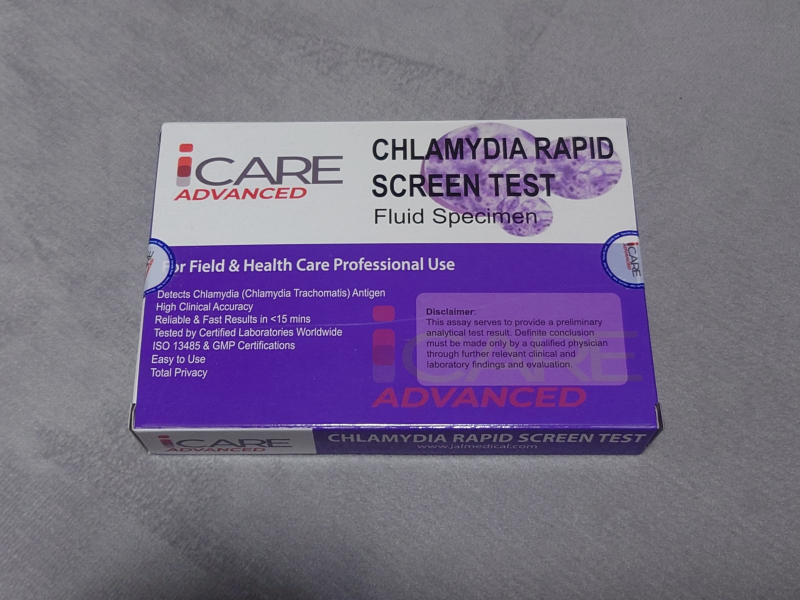 iCARE
ADVANCED
CHLAMYDIA RAPID
SCREEN TEST
Fluid Specimen
For Field & Health Care Professional Use
Detects Chlamydia (Chlamydia Trachomatis) Antigen
High Clinical Accuracy
Reliable & Fast Results in <15 mins
Tested by Certified Laboratories Worldwide
ISO 13485 & GMP Certifications
Easy to Use
Total Privacy
Disclaimer:
This assay serves to provide a preliminary
analytical test result. Definite conclusion
must be made only by a qualified physician
through further relevant clinical and
laboratory findings and evaluation.
iCARE
ADVANCED
iCARE
ADVANCED
iCARE
ADVANCED
CHLAMYDIA RAPID SCREEN TEST
www.jalmedical.com